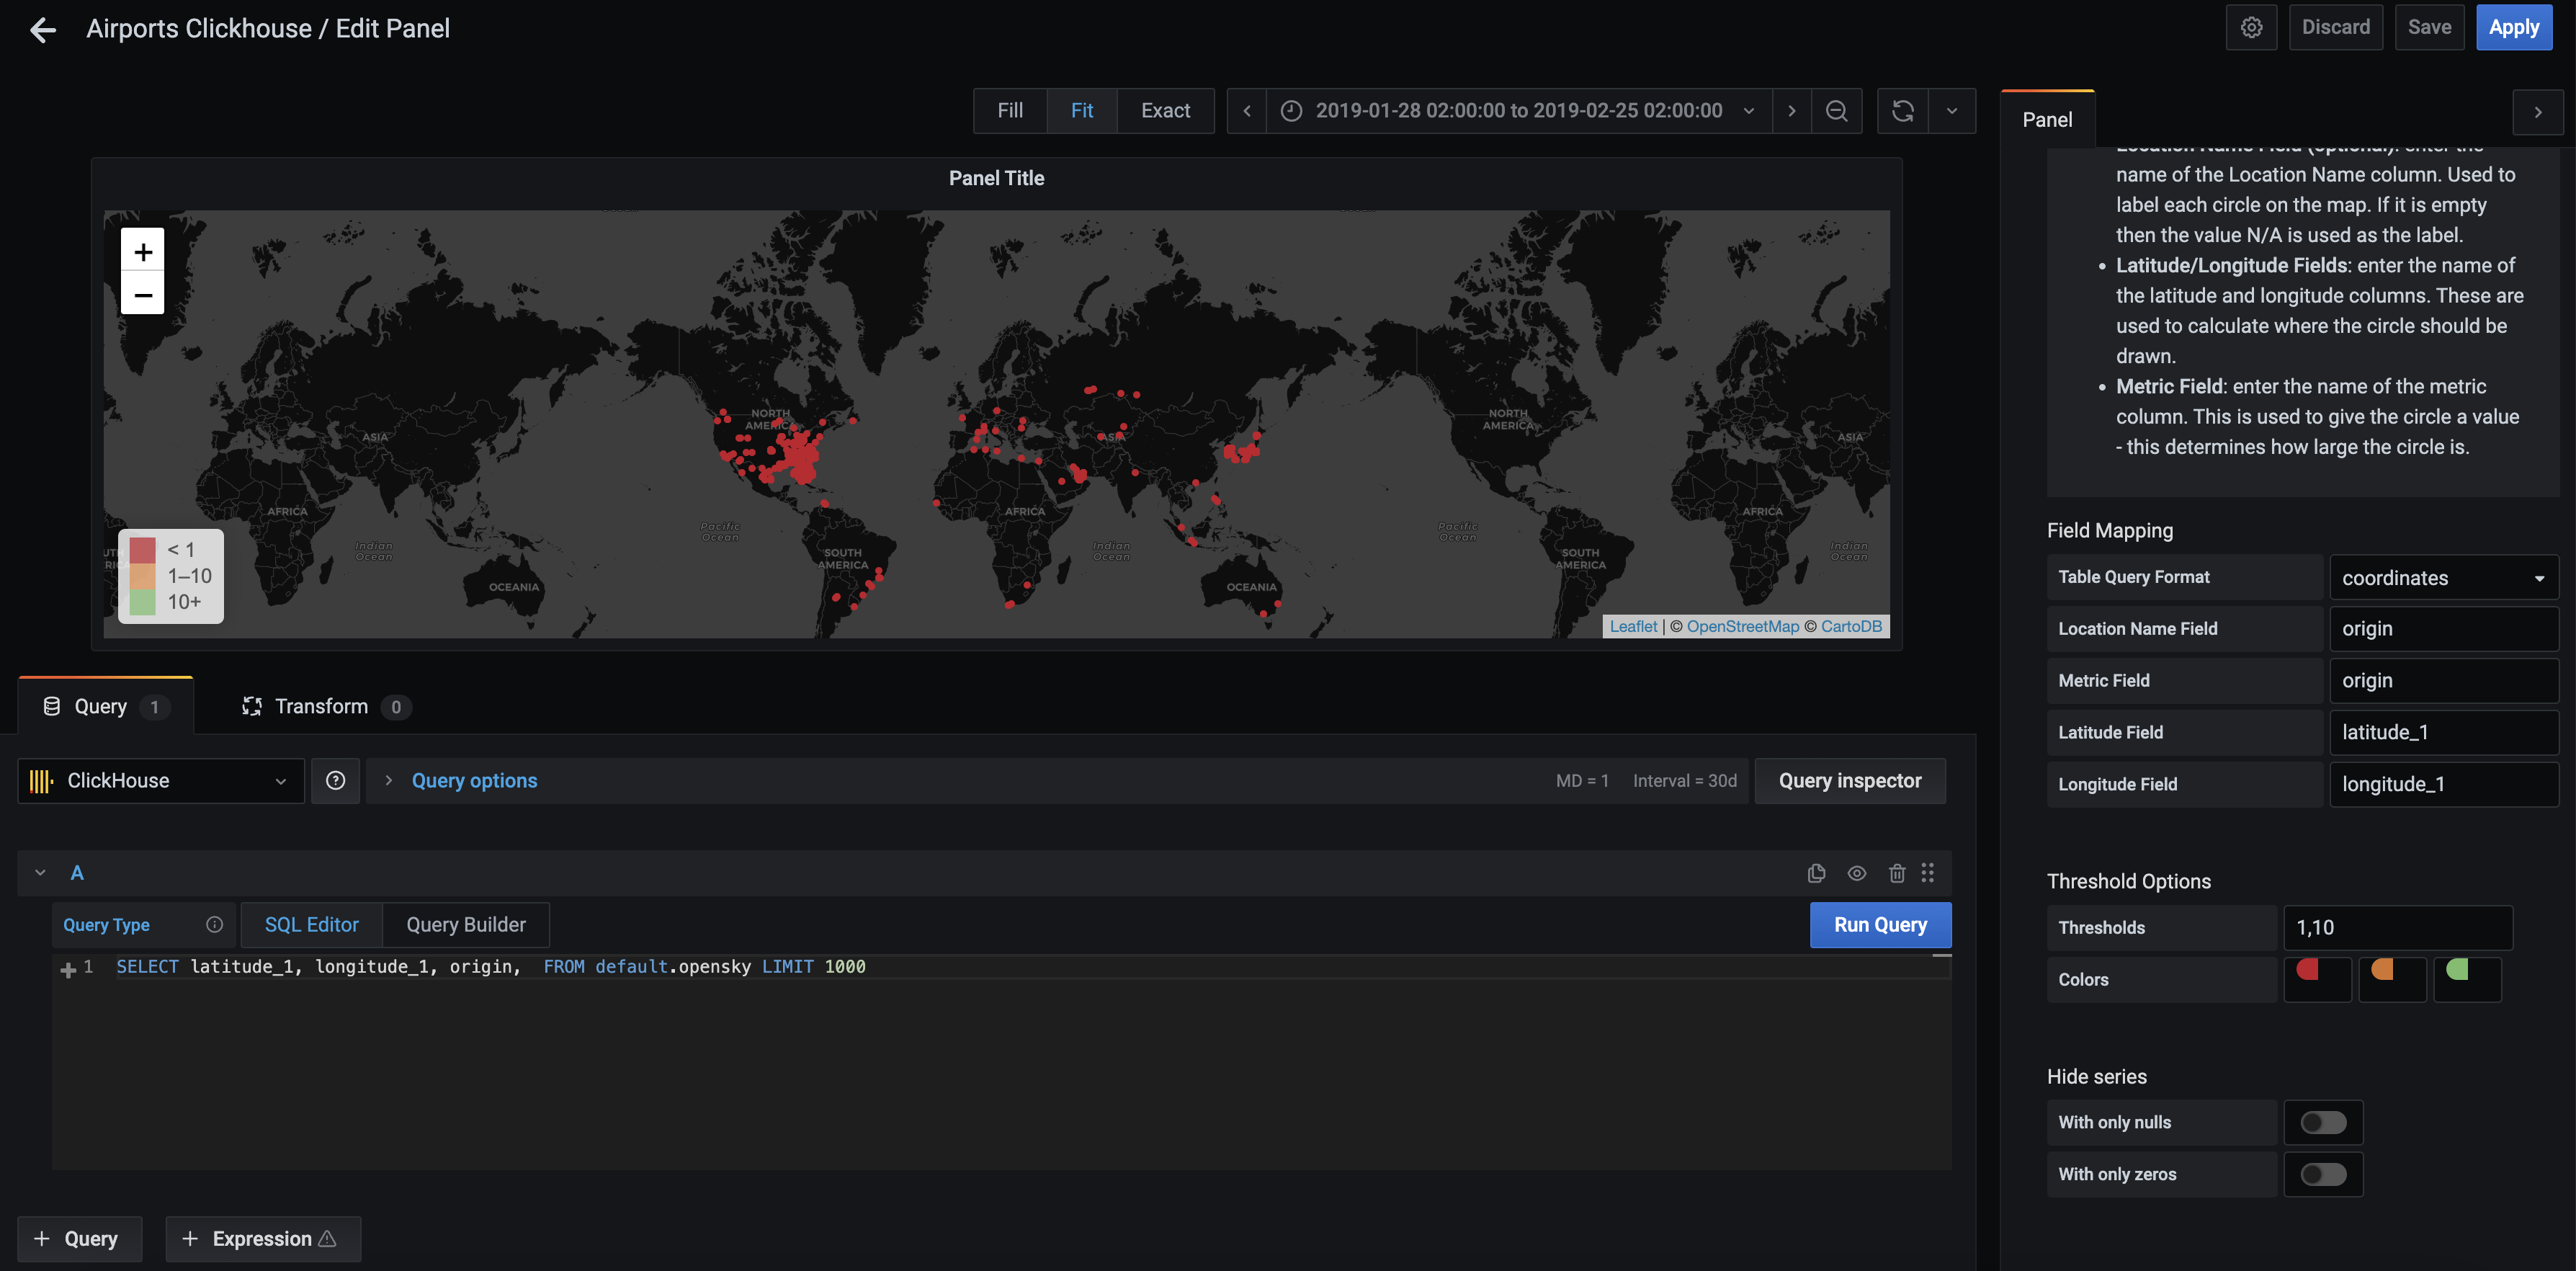 Airports Clickhouse / Edit Panel
Discard
Save
Apply
Fill
Fit
Exact
2019-01-28 02:00:00 to 2019-02-25 02:00:00
Panel
Panel Title
+
−
NORTH
AMERICA
NORTH
AMERICA
ASIA
ASIA
ASIA
AFRICA
AFRICA
AFRICA
Pacific
Ocean
Pacific
Ocean
Indian
Ocean
Indian
Ocean
Indian
Ocean
SOUTH
AMERICA
SOUTH
AMERICA
OCEANIA
OCEANIA
< 1
1–10
10+
Leaflet | © OpenStreetMap © CartoDB
Location Name Field (optional): enter the
name of the Location Name column. Used to
label each circle on the map. If it is empty
then the value N/A is used as the label.
• Latitude/Longitude Fields: enter the name of
the latitude and longitude columns. These are
used to calculate where the circle should be
drawn.
• Metric Field: enter the name of the metric
column. This is used to give the circle a value
- this determines how large the circle is.
Field Mapping
Table Query Format coordinates
Location Name Field origin
Metric Field origin
Latitude Field latitude_1
Longitude Field longitude_1
Threshold Options
Thresholds 1,10
Colors
Hide series
With only nulls
With only zeros
Query 1
Transform 0
ClickHouse
Query options
MD = 1 Interval = 30d
Query inspector
A
Query Type
SQL Editor
Query Builder
Run Query
1 SELECT latitude_1, longitude_1, origin,  FROM default.opensky LIMIT 1000
+ Query
+ Expression